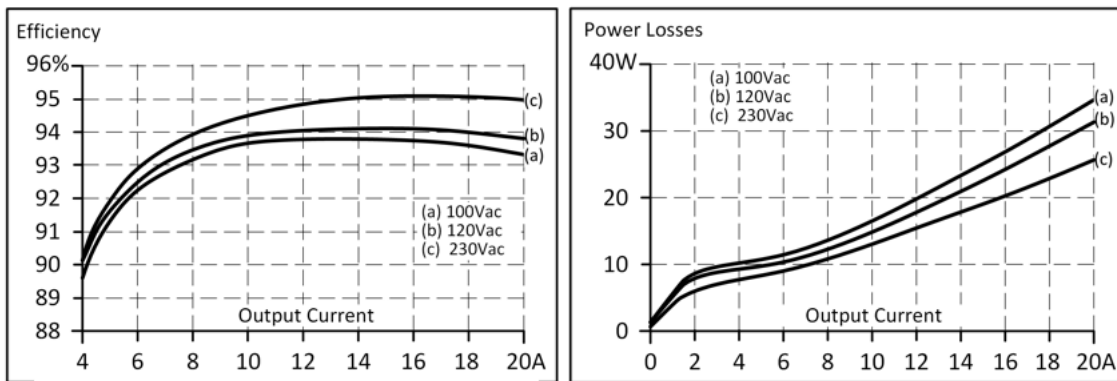 Efficiency
96%
95
94
93
92
91
90
89
88
(c)
(b)
(a)
(a) 100Vac
(b) 120Vac
(c) 230Vac
Output Current
4 6 8 10 12 14 16 18 20A
Power Losses
40W
30
20
10
0
(a) 100Vac
(b) 120Vac
(c) 230Vac
(a)
(b)
(c)
Output Current
0 2 4 6 8 10 12 14 16 18 20A